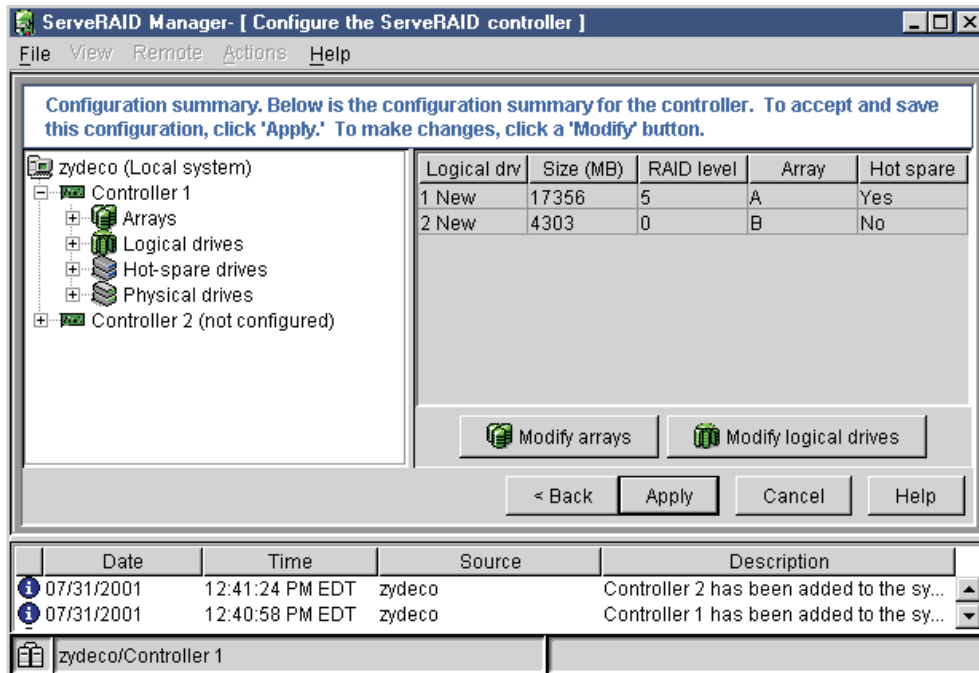 ServeRAID Manager- [ Configure the ServeRAID controller ]
File View Remote Actions Help
Configuration summary. Below is the configuration summary for the controller. To accept and save
this configuration, click 'Apply.' To make changes, click a 'Modify' button.
zydeco (Local system)
Controller 1
Arrays
Logical drives
Hot-spare drives
Physical drives
Controller 2 (not configured)
Logical drv Size (MB) RAID level Array Hot spare
1 New 17356 5 A Yes
2 New 4303 0 B No
Modify arrays Modify logical drives
< Back Apply Cancel Help
Date Time Source Description
07/31/2001 12:41:24 PM EDT zydeco Controller 2 has been added to the sy...
07/31/2001 12:40:58 PM EDT zydeco Controller 1 has been added to the sy...
zydeco/Controller 1